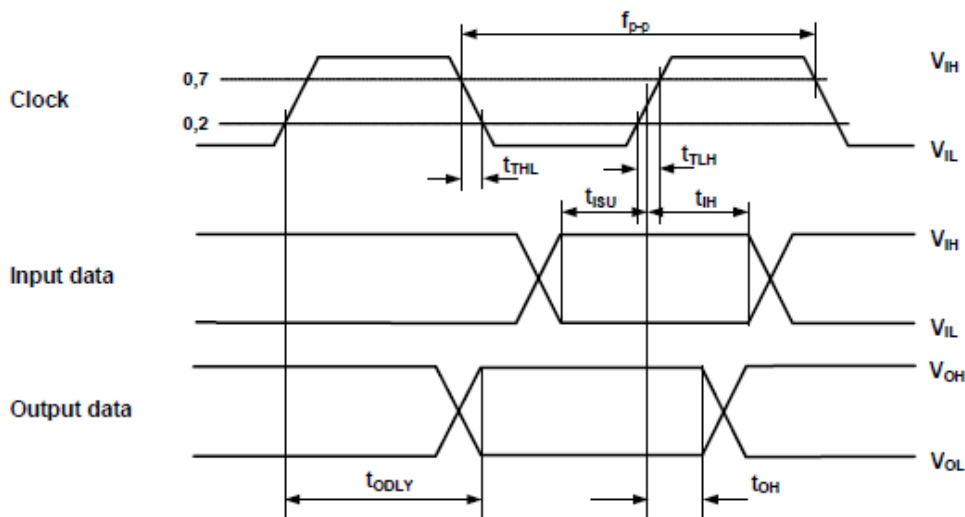 fp-p
VIH
0,7
Clock
0,2
VIL
tTHL
tTLH
tISU
tIH
VIH
Input data
VIL
VOH
Output data
VOL
tODLY
tOH